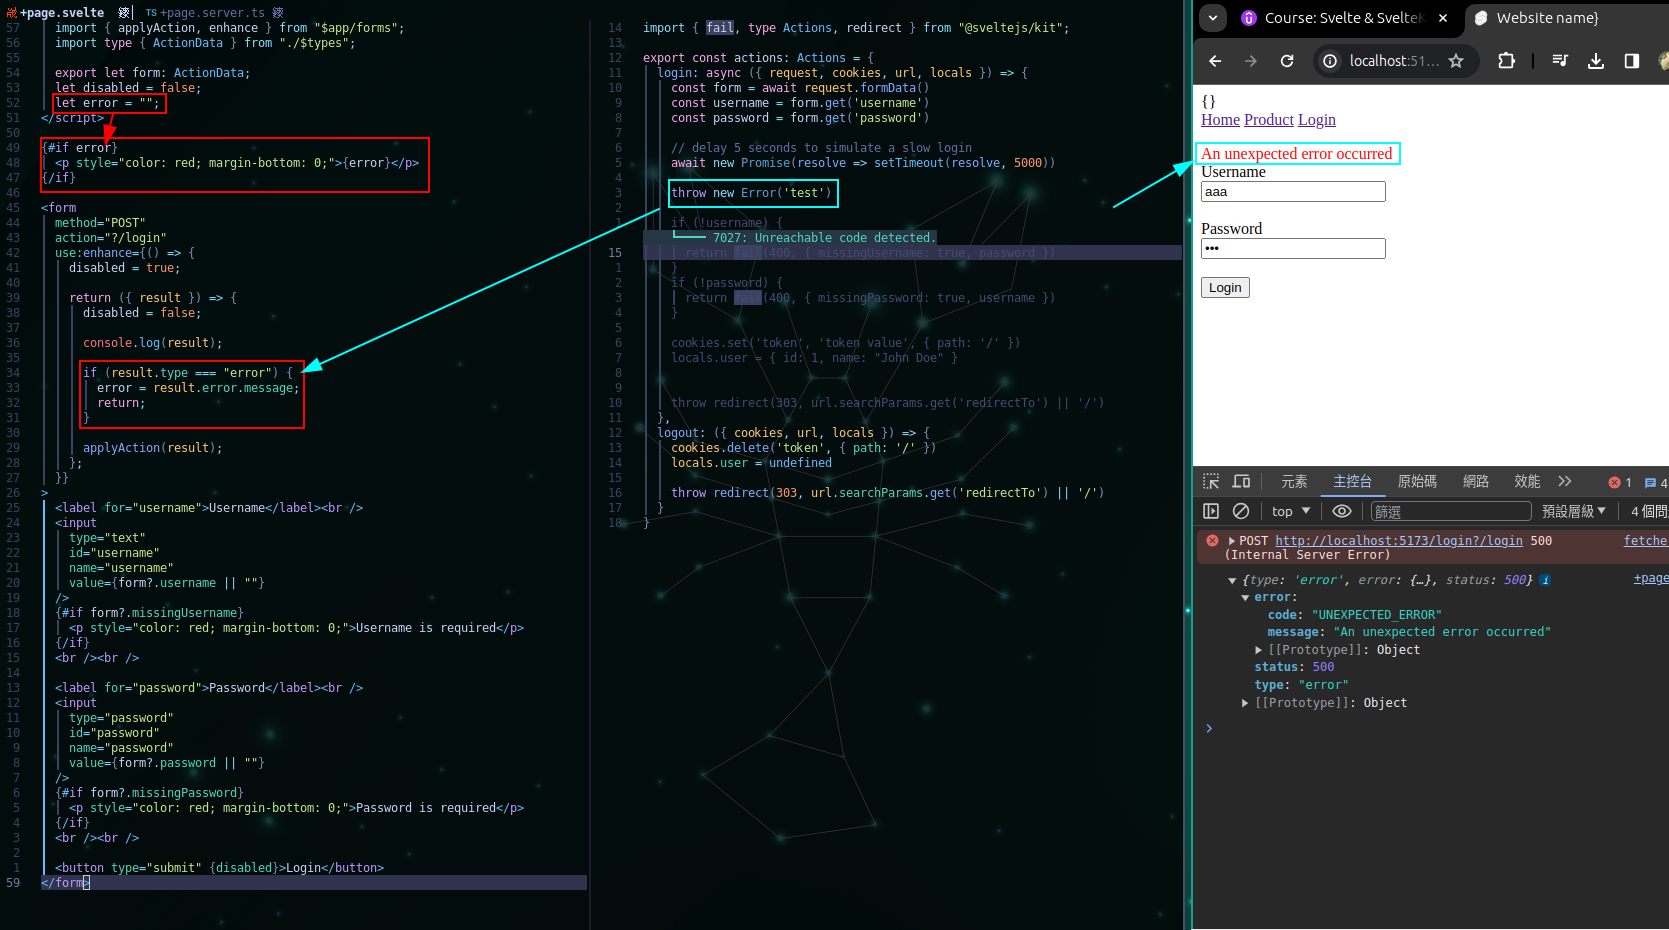 +page.svelte
TS +page.server.ts
57 import { applyAction, enhance } from "$app/forms";
56 import type { ActionData } from "./$types";
55
54 export let form: ActionData;
53 let disabled = false;
52 let error = "";
51 </script>
50
49 {#if error}
48 <p style="color: red; margin-bottom: 0;">{error}</p>
47 {/if}
46
45 <form
44 method="POST"
43 action="?/login"
42 use:enhance={() => {
41 disabled = true;
40
39 return ({ result }) => {
38 disabled = false;
37
36 console.log(result);
35
34 if (result.type === "error") {
33 error = result.error.message;
32 return;
31 }
30
29 applyAction(result);
28 };
27 }}
26 >
25 <label for="username">Username</label><br />
24 <input
23 type="text"
22 id="username"
21 name="username"
20 value={form?.username || ""}
19 />
18 {#if form?.missingUsername}
17 <p style="color: red; margin-bottom: 0;">Username is required</p>
16 {/if}
15 <br /><br />
14
13 <label for="password">Password</label><br />
12 <input
11 type="password"
10 id="password"
9 name="password"
8 value={form?.password || ""}
7 />
6 {#if form?.missingPassword}
5 <p style="color: red; margin-bottom: 0;">Password is required</p>
4 {/if}
3 <br /><br />
2
1 <button type="submit" {disabled}>Login</button>
59 </form>
14 import { fail, type Actions, redirect } from "@sveltejs/kit";
13
12 export const actions: Actions = {
11 login: async ({ request, cookies, url, locals }) => {
10 const form = await request.formData()
9 const username = form.get('username')
8 const password = form.get('password')
7
6 // delay 5 seconds to simulate a slow login
5 await new Promise(resolve => setTimeout(resolve, 5000))
4
3 throw new Error('test')
2
1 if (!username) {
7027: Unreachable code detected.
15 return fail(400, { missingUsername: true, password })
1 }
2 if (!password) {
3 return fail(400, { missingPassword: true, username })
4 }
5
6 cookies.set('token', 'token value', { path: '/' })
7 locals.user = { id: 1, name: "John Doe" }
8
9
10 throw redirect(303, url.searchParams.get('redirectTo') || '/')
11 },
12 logout: ({ cookies, url, locals }) => {
13 cookies.delete('token', { path: '/' })
14 locals.user = undefined
15
16 throw redirect(303, url.searchParams.get('redirectTo') || '/')
17 }
18 }
Course: Svelte & SvelteK
Website name}
localhost:51...
{}
Home Product Login
An unexpected error occurred
Username
aaa
Password
•••
Login
元素 主控台 原始碼 網路 效能 1 4
top 篩選 預設層級 4 個問
POST http://localhost:5173/login?/login 500 fetche
(Internal Server Error)
{type: 'error', error: {…}, status: 500} +page
error:
code: "UNEXPECTED_ERROR"
message: "An unexpected error occurred"
[[Prototype]]: Object
status: 500
type: "error"
[[Prototype]]: Object